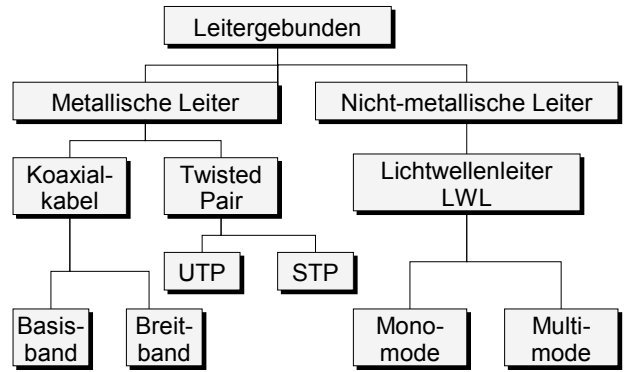 Leitergebunden
Metallische Leiter
Nicht-metallische Leiter
Koaxial-
kabel
Twisted
Pair
Lichtwellenleiter
LWL
UTP
STP
Basis-
band
Breit-
band
Mono-
mode
Multi-
mode